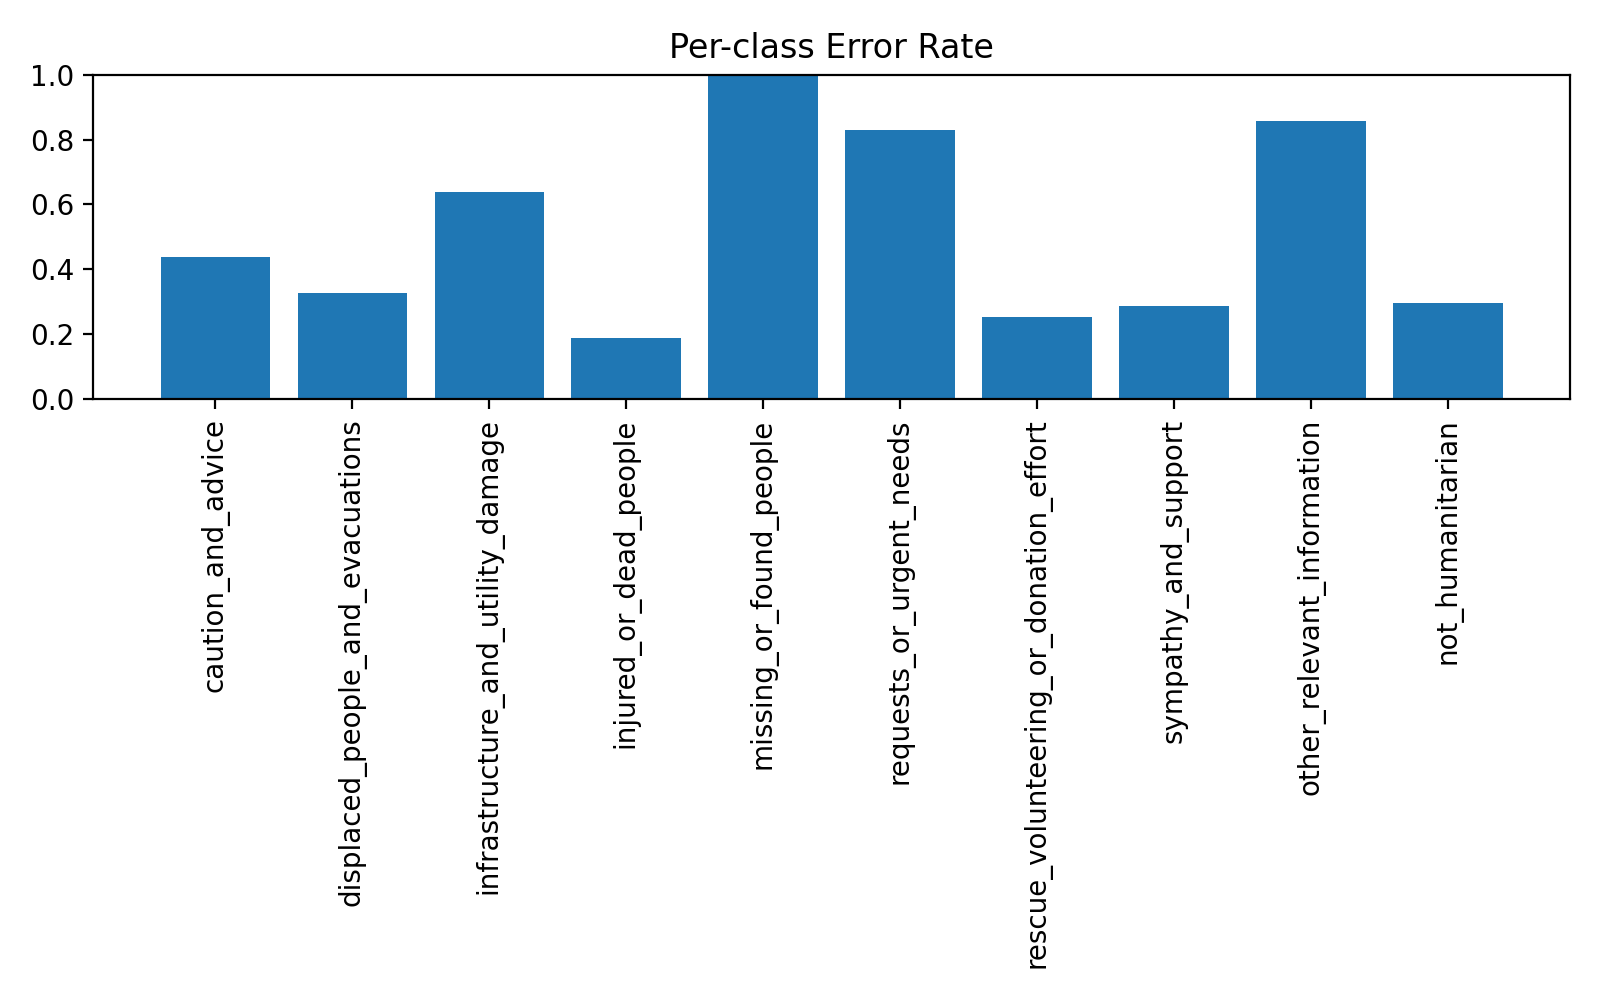 Per-class Error Rate
1.0
0.8
0.6
0.4
0.2
0.0
caution_and_advice
displaced_people_and_evacuations
infrastructure_and_utility_damage
injured_or_dead_people
missing_or_found_people
requests_or_urgent_needs
rescue_volunteering_or_donation_effort
sympathy_and_support
other_relevant_information
not_humanitarian